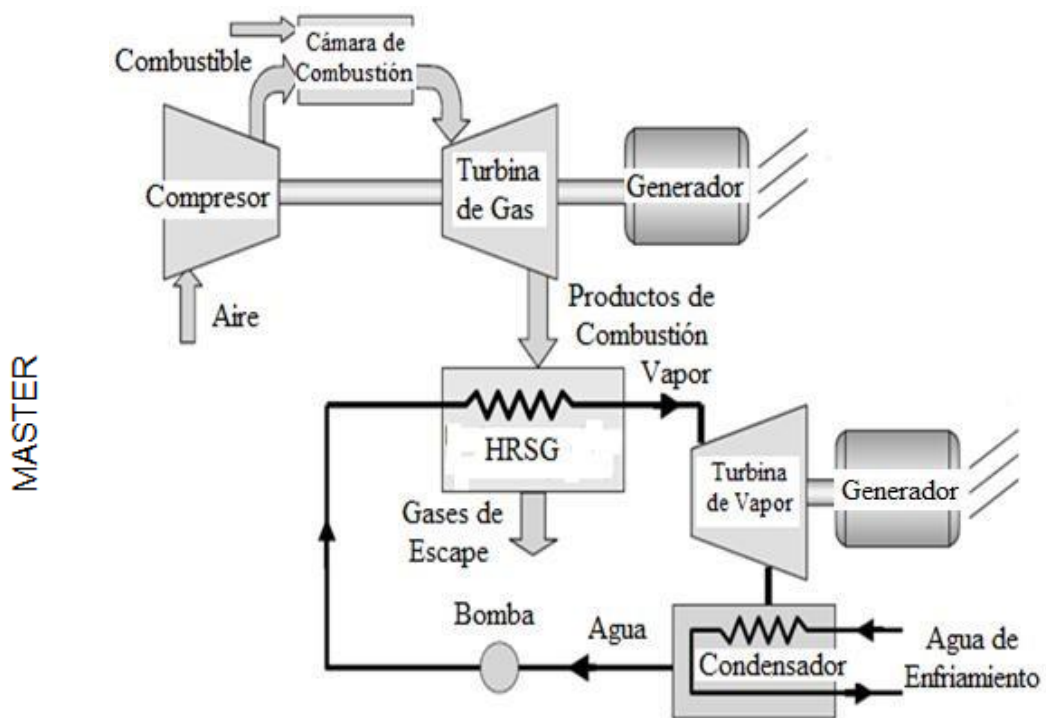 Combustible
Cámara de
Combustión
Compresor
Turbina
de Gas
Generador
Aire
Productos de
Combustión
Vapor
MASTER
HRSG
Gases de
Escape
Turbina
de Vapor
Generador
Bomba
Agua
Condensador
Agua de
Enfriamiento